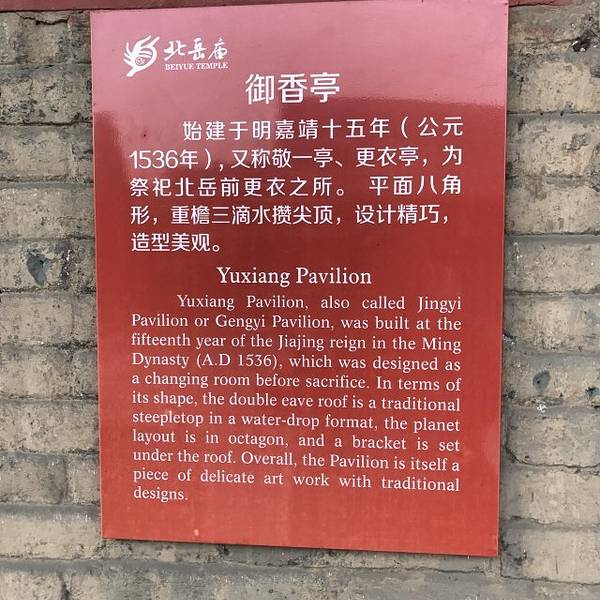 北岳庙
BEIYUE TEMPLE
御香亭
始建于明嘉靖十五年（公元
1536年），又称敬一亭、更衣亭，为
祭祀北岳前更衣之所。 平面八角
形，重檐三滴水攒尖顶，设计精巧，
造型美观。
Yuxiang Pavilion
Yuxiang Pavilion, also called Jingyi
Pavilion or Gengyi Pavilion, was built at the
fifteenth year of the Jiajing reign in the Ming
Dynasty (A.D 1536), which was designed as
a changing room before sacrifice. In terms of
its shape, the double eave roof is a traditional
steepletop in a water-drop format, the planet
layout is in octagon, and a bracket is set
under the roof. Overall, the Pavilion is itself a
piece of delicate art work with traditional
designs.